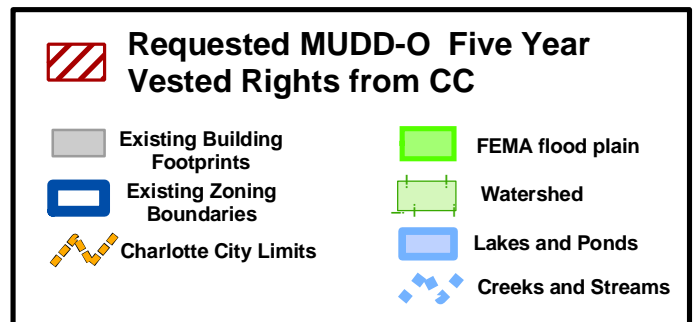 Requested MUDD-O Five Year
Vested Rights from CC
Existing Building
Footprints
Existing Zoning
Boundaries
Charlotte City Limits
FEMA flood plain
Watershed
Lakes and Ponds
Creeks and Streams